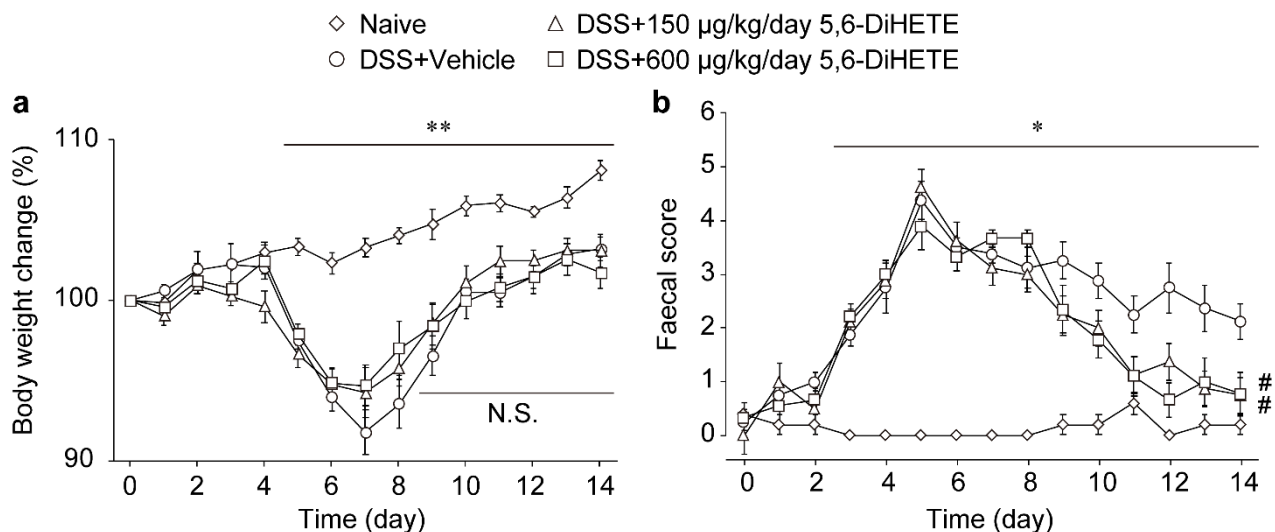 Naive
DSS+150 µg/kg/day 5,6-DiHETE
DSS+Vehicle
DSS+600 µg/kg/day 5,6-DiHETE
a
b
Body weight change (%)
110
100
90
**
N.S.
0 2 4 6 8 10 12 14
Time (day)
Faecal score
6
5
4
3
2
1
0
*
#
#
0 2 4 6 8 10 12 14
Time (day)